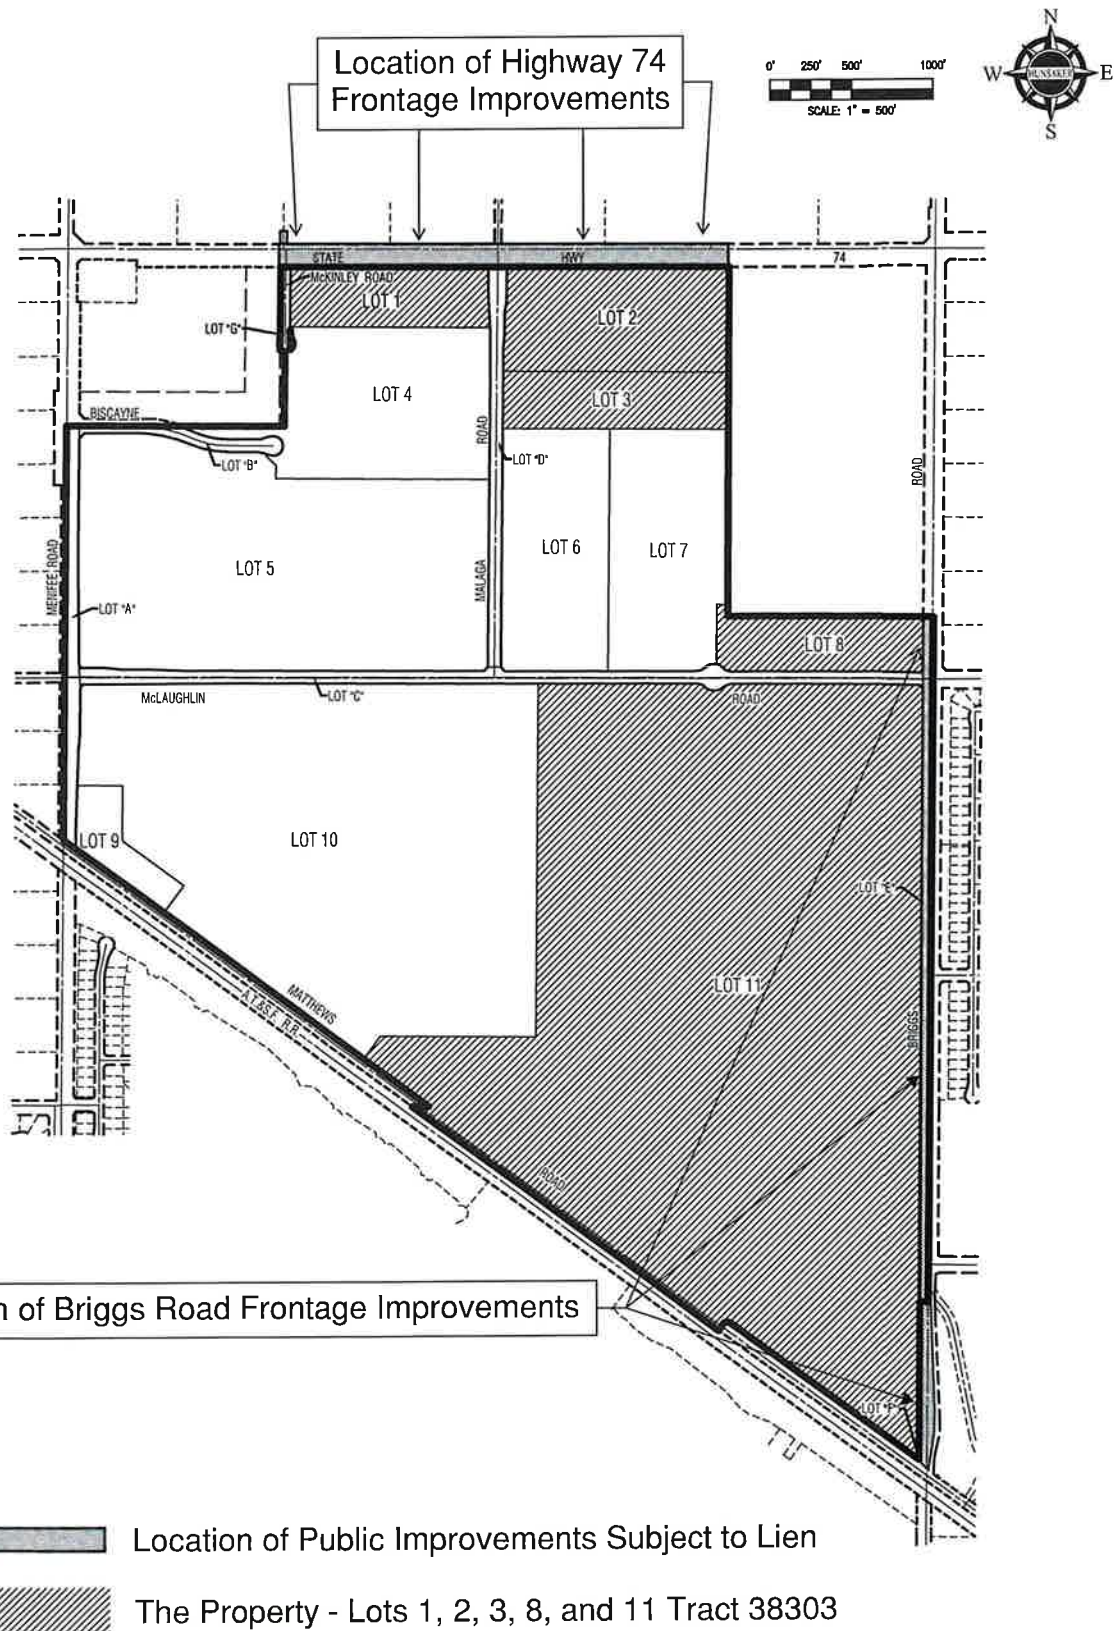 Location of Highway 74
Frontage Improvements
0' 250' 500' 1000'
SCALE: 1" = 500'
N
W
HUNSAKER
E
S
STATE
HWY
74
McKINLEY ROAD
LOT 1
LOT "G"
LOT 2
LOT 3
LOT 4
BISCAYNE
ROAD
LOT "B"
LOT "D"
ROAD
MENIFEE ROAD
LOT 5
LOT 6
LOT 7
MALAGA
LOT "A"
LOT 8
McLAUGHLIN
LOT "C"
ROAD
LOT 9
LOT 10
LOT "E"
LOT 11
MATTHEWS
A.T.&S.F. R.R.
BRIGGS
ROAD
n of Briggs Road Frontage Improvements
LOT "F"
Location of Public Improvements Subject to Lien
The Property - Lots 1, 2, 3, 8, and 11 Tract 38303